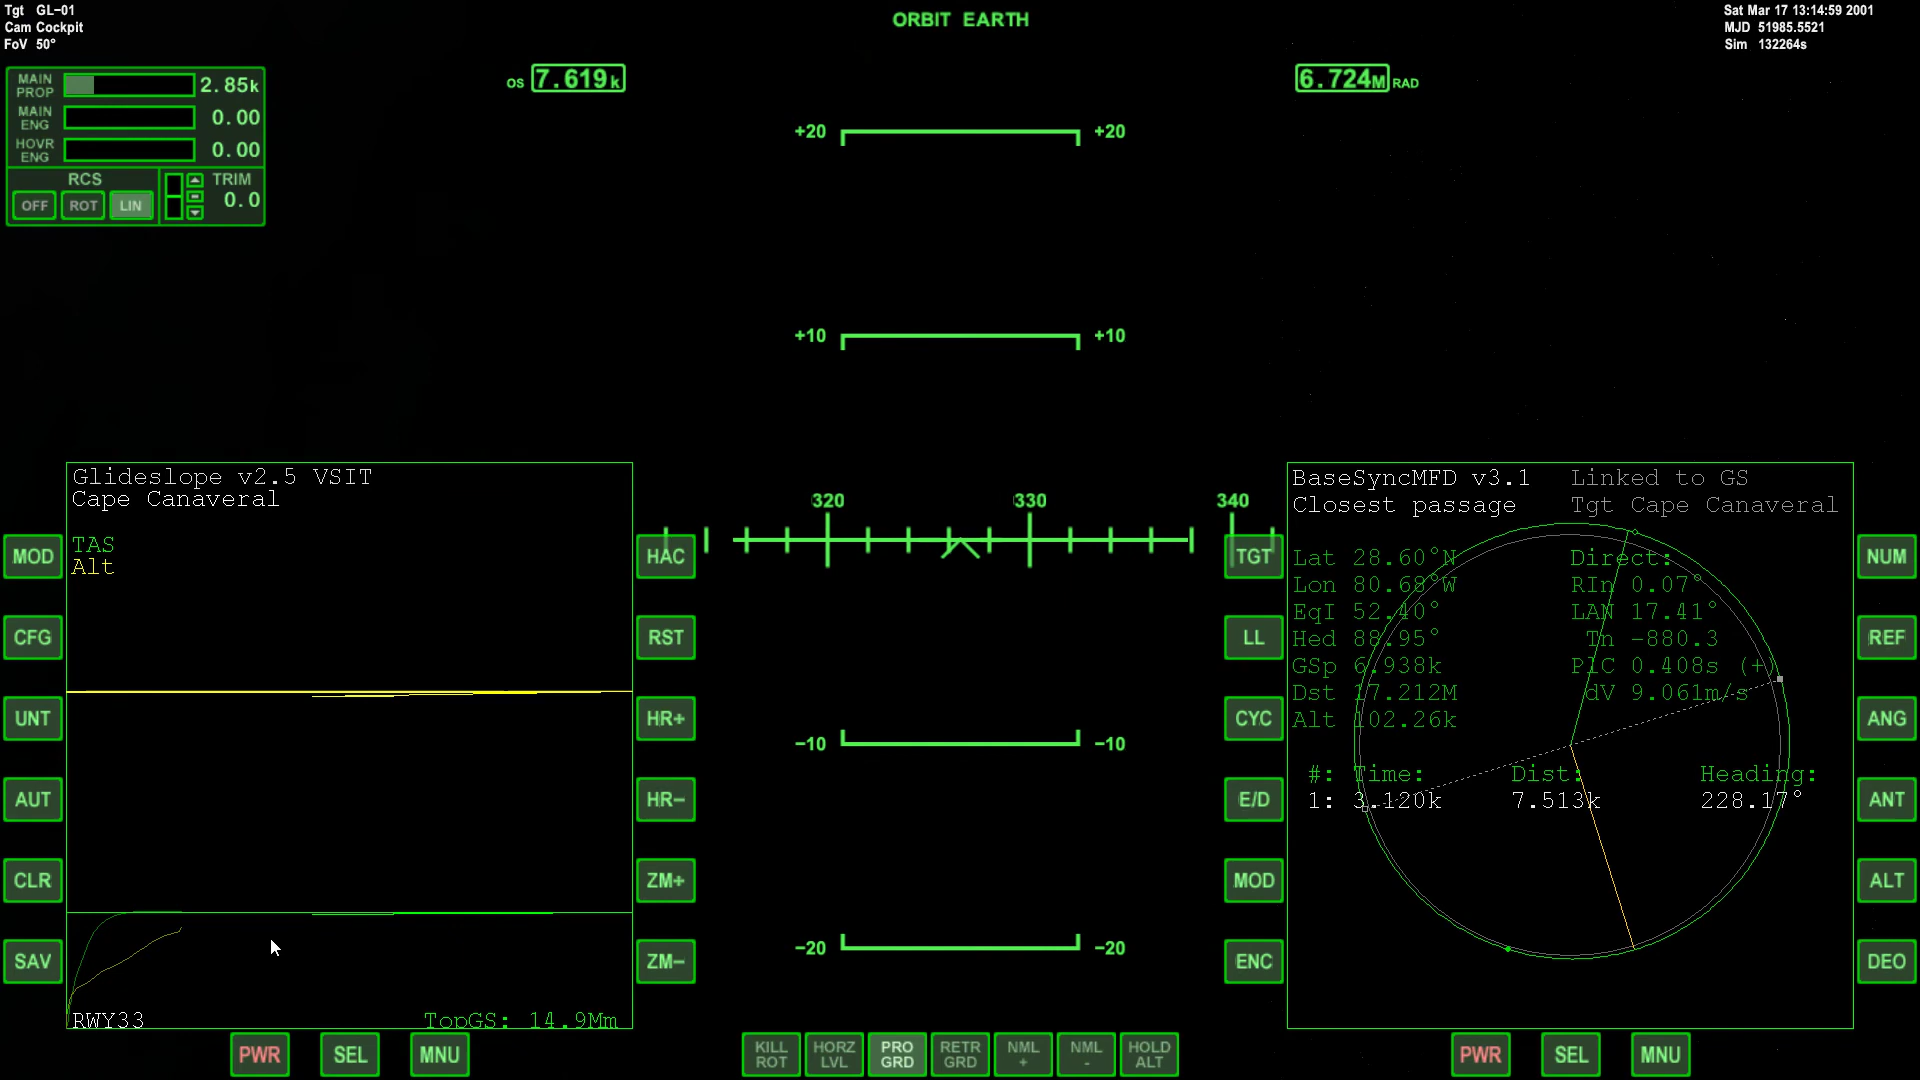 Tgt GL-01
Cam Cockpit
FoV 50°
ORBIT EARTH
Sat Mar 17 13:14:59 2001
MJD 51985.5521
Sim 132264s
MAIN PROP 2.85k
MAIN ENG 0.00
HOVR ENG 0.00
RCS TRIM
OFF ROT LIN 0.0
OS 7.619k
6.724M RAD
+20 +20
+10 +10
320 330 340
-10 -10
-20 -20
Glideslope v2.5 VSIT
Cape Canaveral
TAS
Alt
RWY33 TopGS: 14.9Mm
MOD
CFG
UNT
AUT
CLR
SAV
HAC
RST
HR+
HR-
ZM+
ZM-
PWR SEL MNU
KILL ROT
HORZ LVL
PRO GRD
RETR GRD
NML +
NML -
HOLD ALT
TGT
LL
CYC
E/D
MOD
ENC
BaseSyncMFD v3.1 Linked to GS
Closest passage Tgt Cape Canaveral
Lat 28.60°N Direct:
Lon 80.68°W RIn 0.07°
EqI 52.40° LAN 17.41°
Hed 88.95° Tn -880.3
GSp 6.938k PlC 0.408s (+)
Dst 17.212M dV 9.061m/s
Alt 102.26k
#: Time: Dist: Heading:
1: 3.120k 7.513k 228.17°
NUM
REF
ANG
ANT
ALT
DEO
PWR SEL MNU